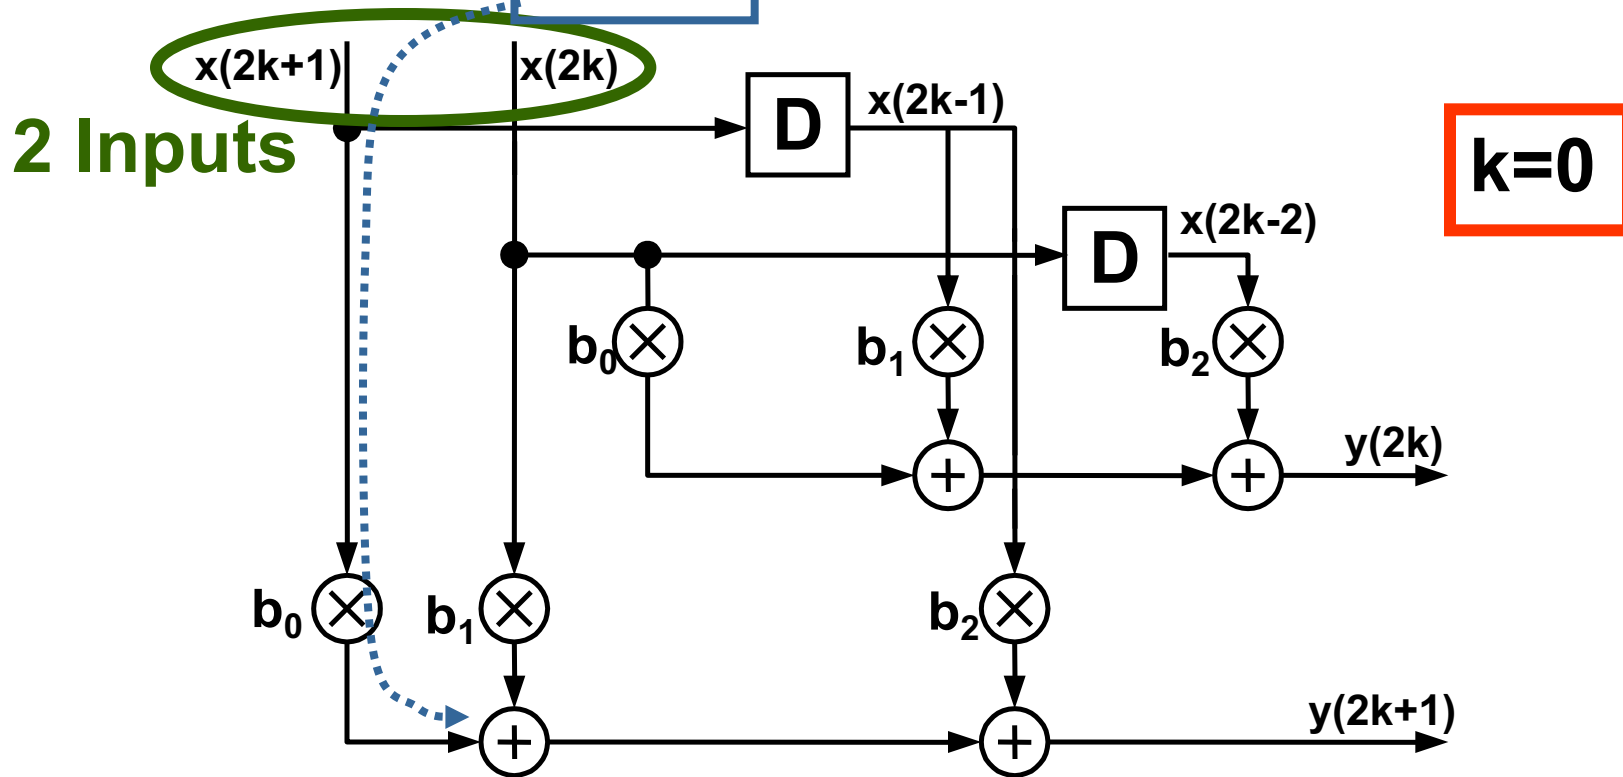 x(2k+1)
x(2k)
D
x(2k-1)
2 Inputs
k=0
D
x(2k-2)
b0
b1
b2
y(2k)
b0
b1
b2
y(2k+1)